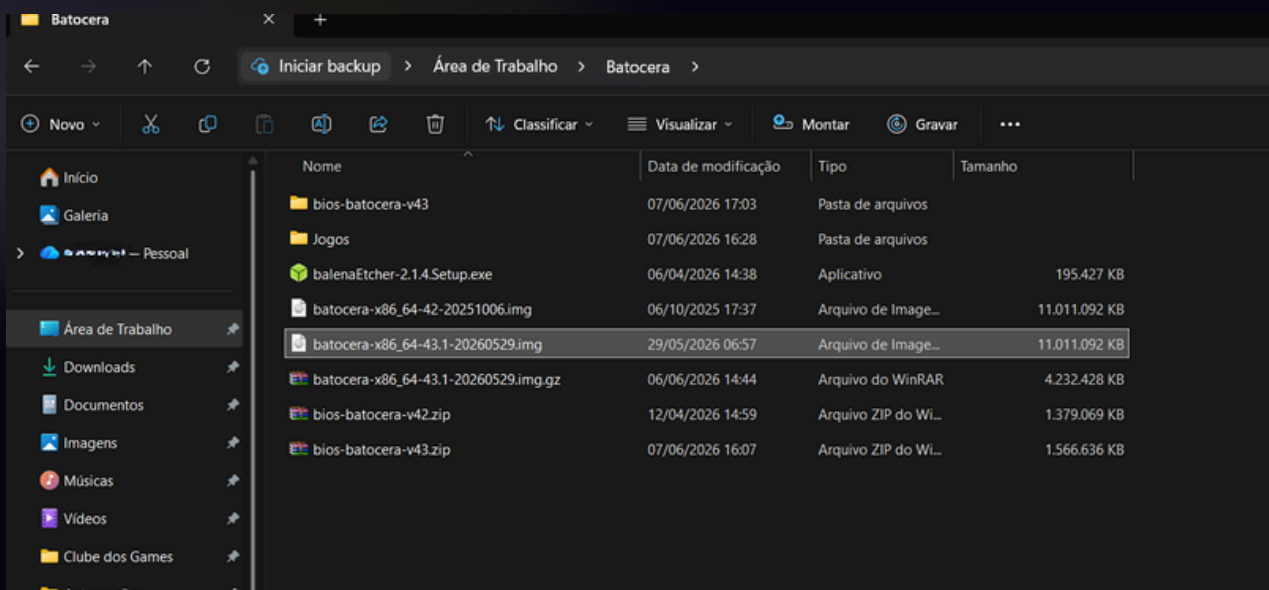 Batocera
Iniciar backup > Área de Trabalho > Batocera >
Novo
Classificar
Visualizar
Montar
Gravar
Nome Data de modificação Tipo Tamanho
bios-batocera-v43 07/06/2026 17:03 Pasta de arquivos
Jogos 07/06/2026 16:28 Pasta de arquivos
balenaEtcher-2.1.4.Setup.exe 06/04/2026 14:38 Aplicativo 195.427 KB
batocera-x86_64-42-20251006.img 06/10/2025 17:37 Arquivo de Image... 11.011.092 KB
batocera-x86_64-43.1-20260529.img 29/05/2026 06:57 Arquivo de Image... 11.011.092 KB
batocera-x86_64-43.1-20260529.img.gz 06/06/2026 14:44 Arquivo do WinRAR 4.232.428 KB
bios-batocera-v42.zip 12/04/2026 14:59 Arquivo ZIP do Wi... 1.379.069 KB
bios-batocera-v43.zip 07/06/2026 16:07 Arquivo ZIP do Wi... 1.566.636 KB
Início
Galeria
– Pessoal
Área de Trabalho
Downloads
Documentos
Imagens
Músicas
Vídeos
Clube dos Games